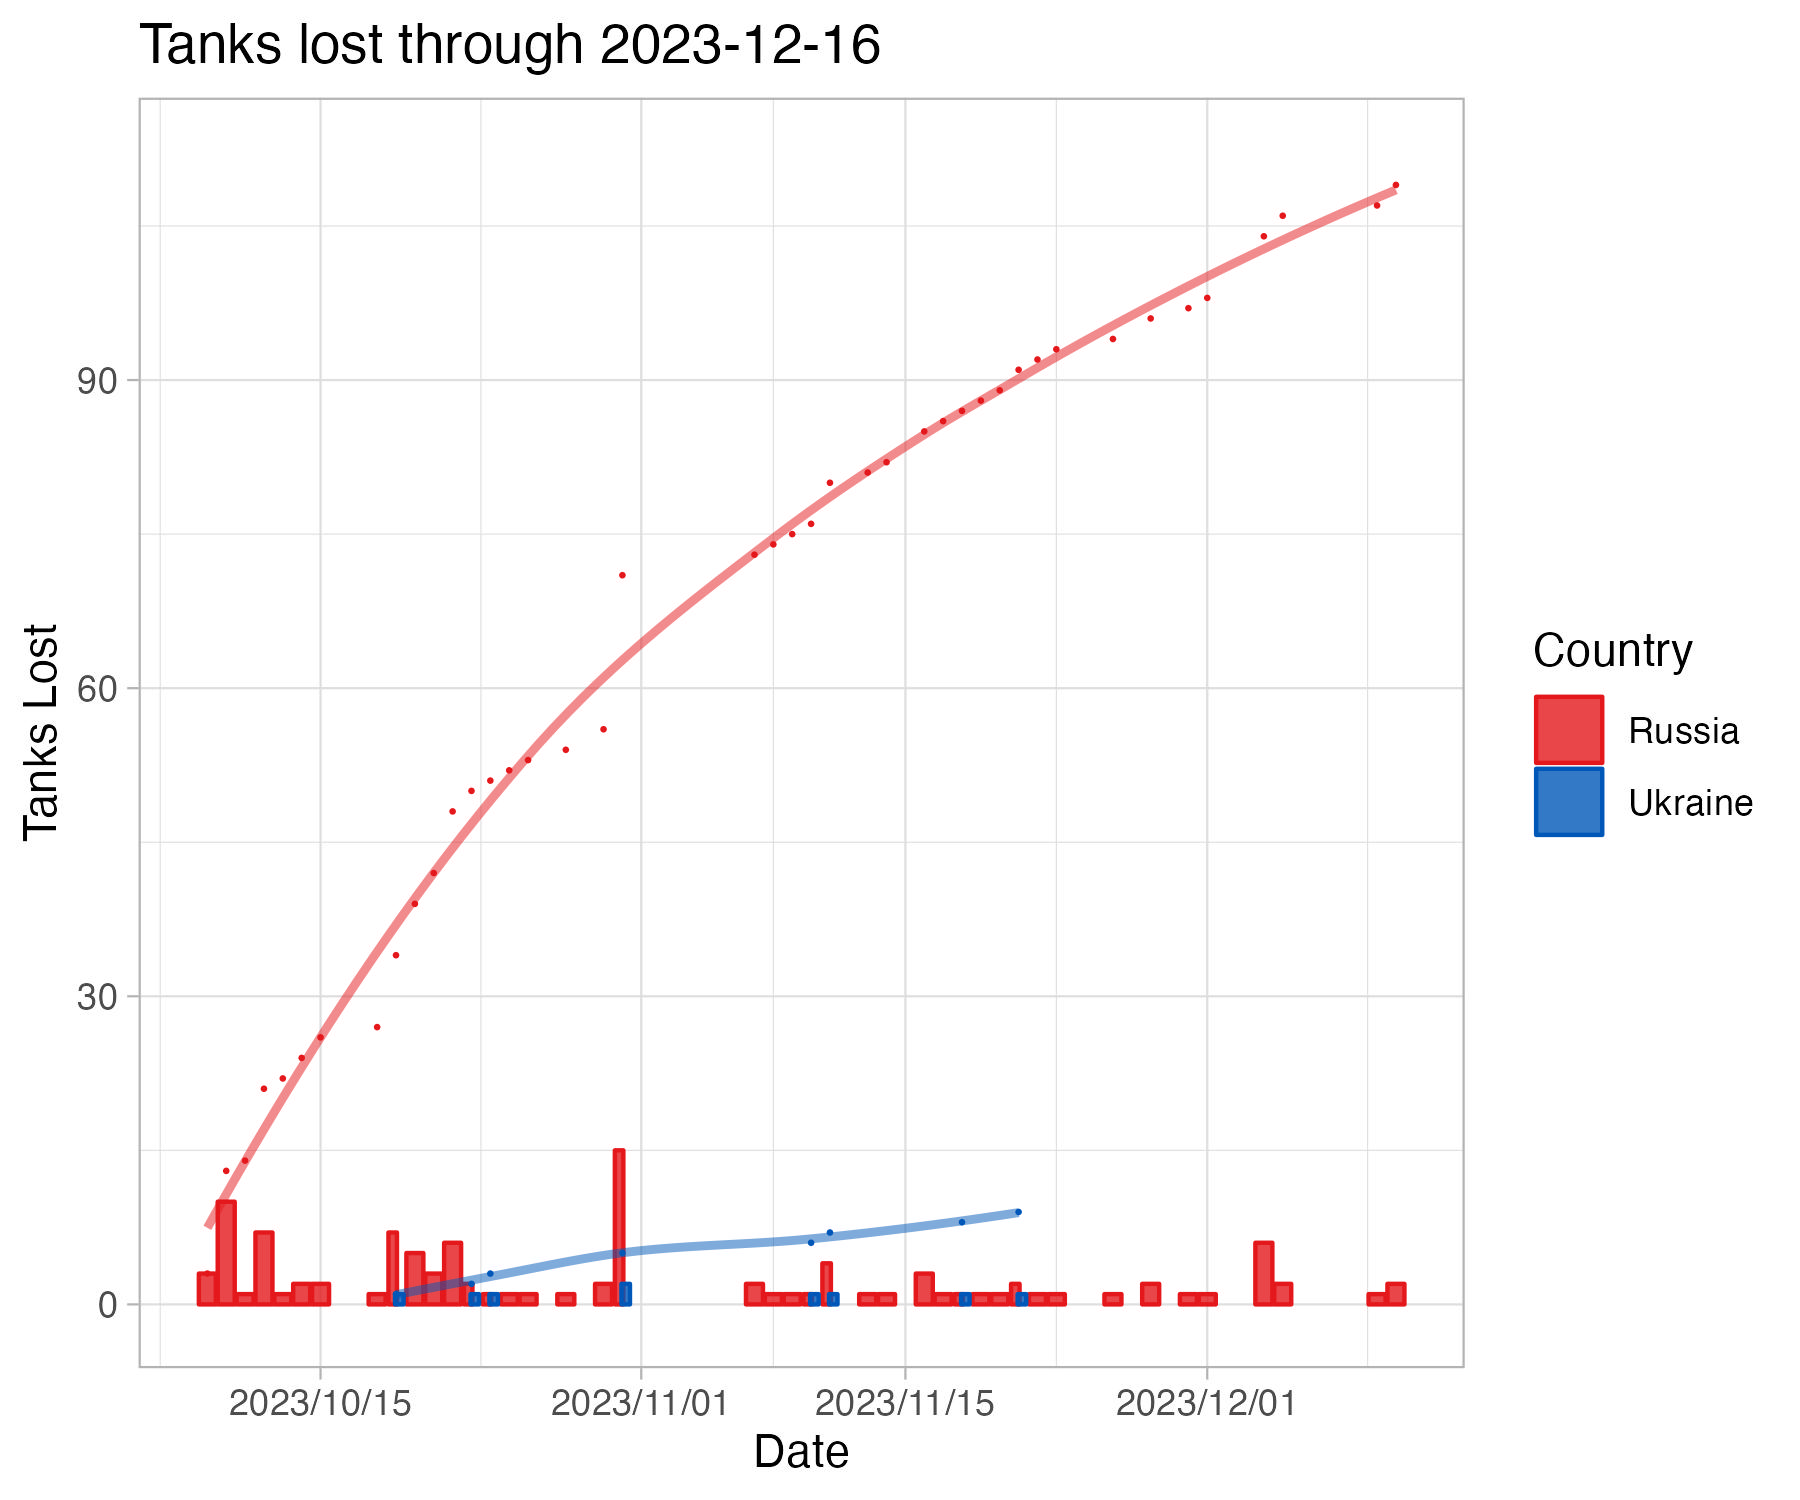 Tanks lost through 2023-12-16
Tanks Lost
90
60
30
0
2023/10/15
2023/11/01
2023/11/15
2023/12/01
Date
Country
Russia
Ukraine